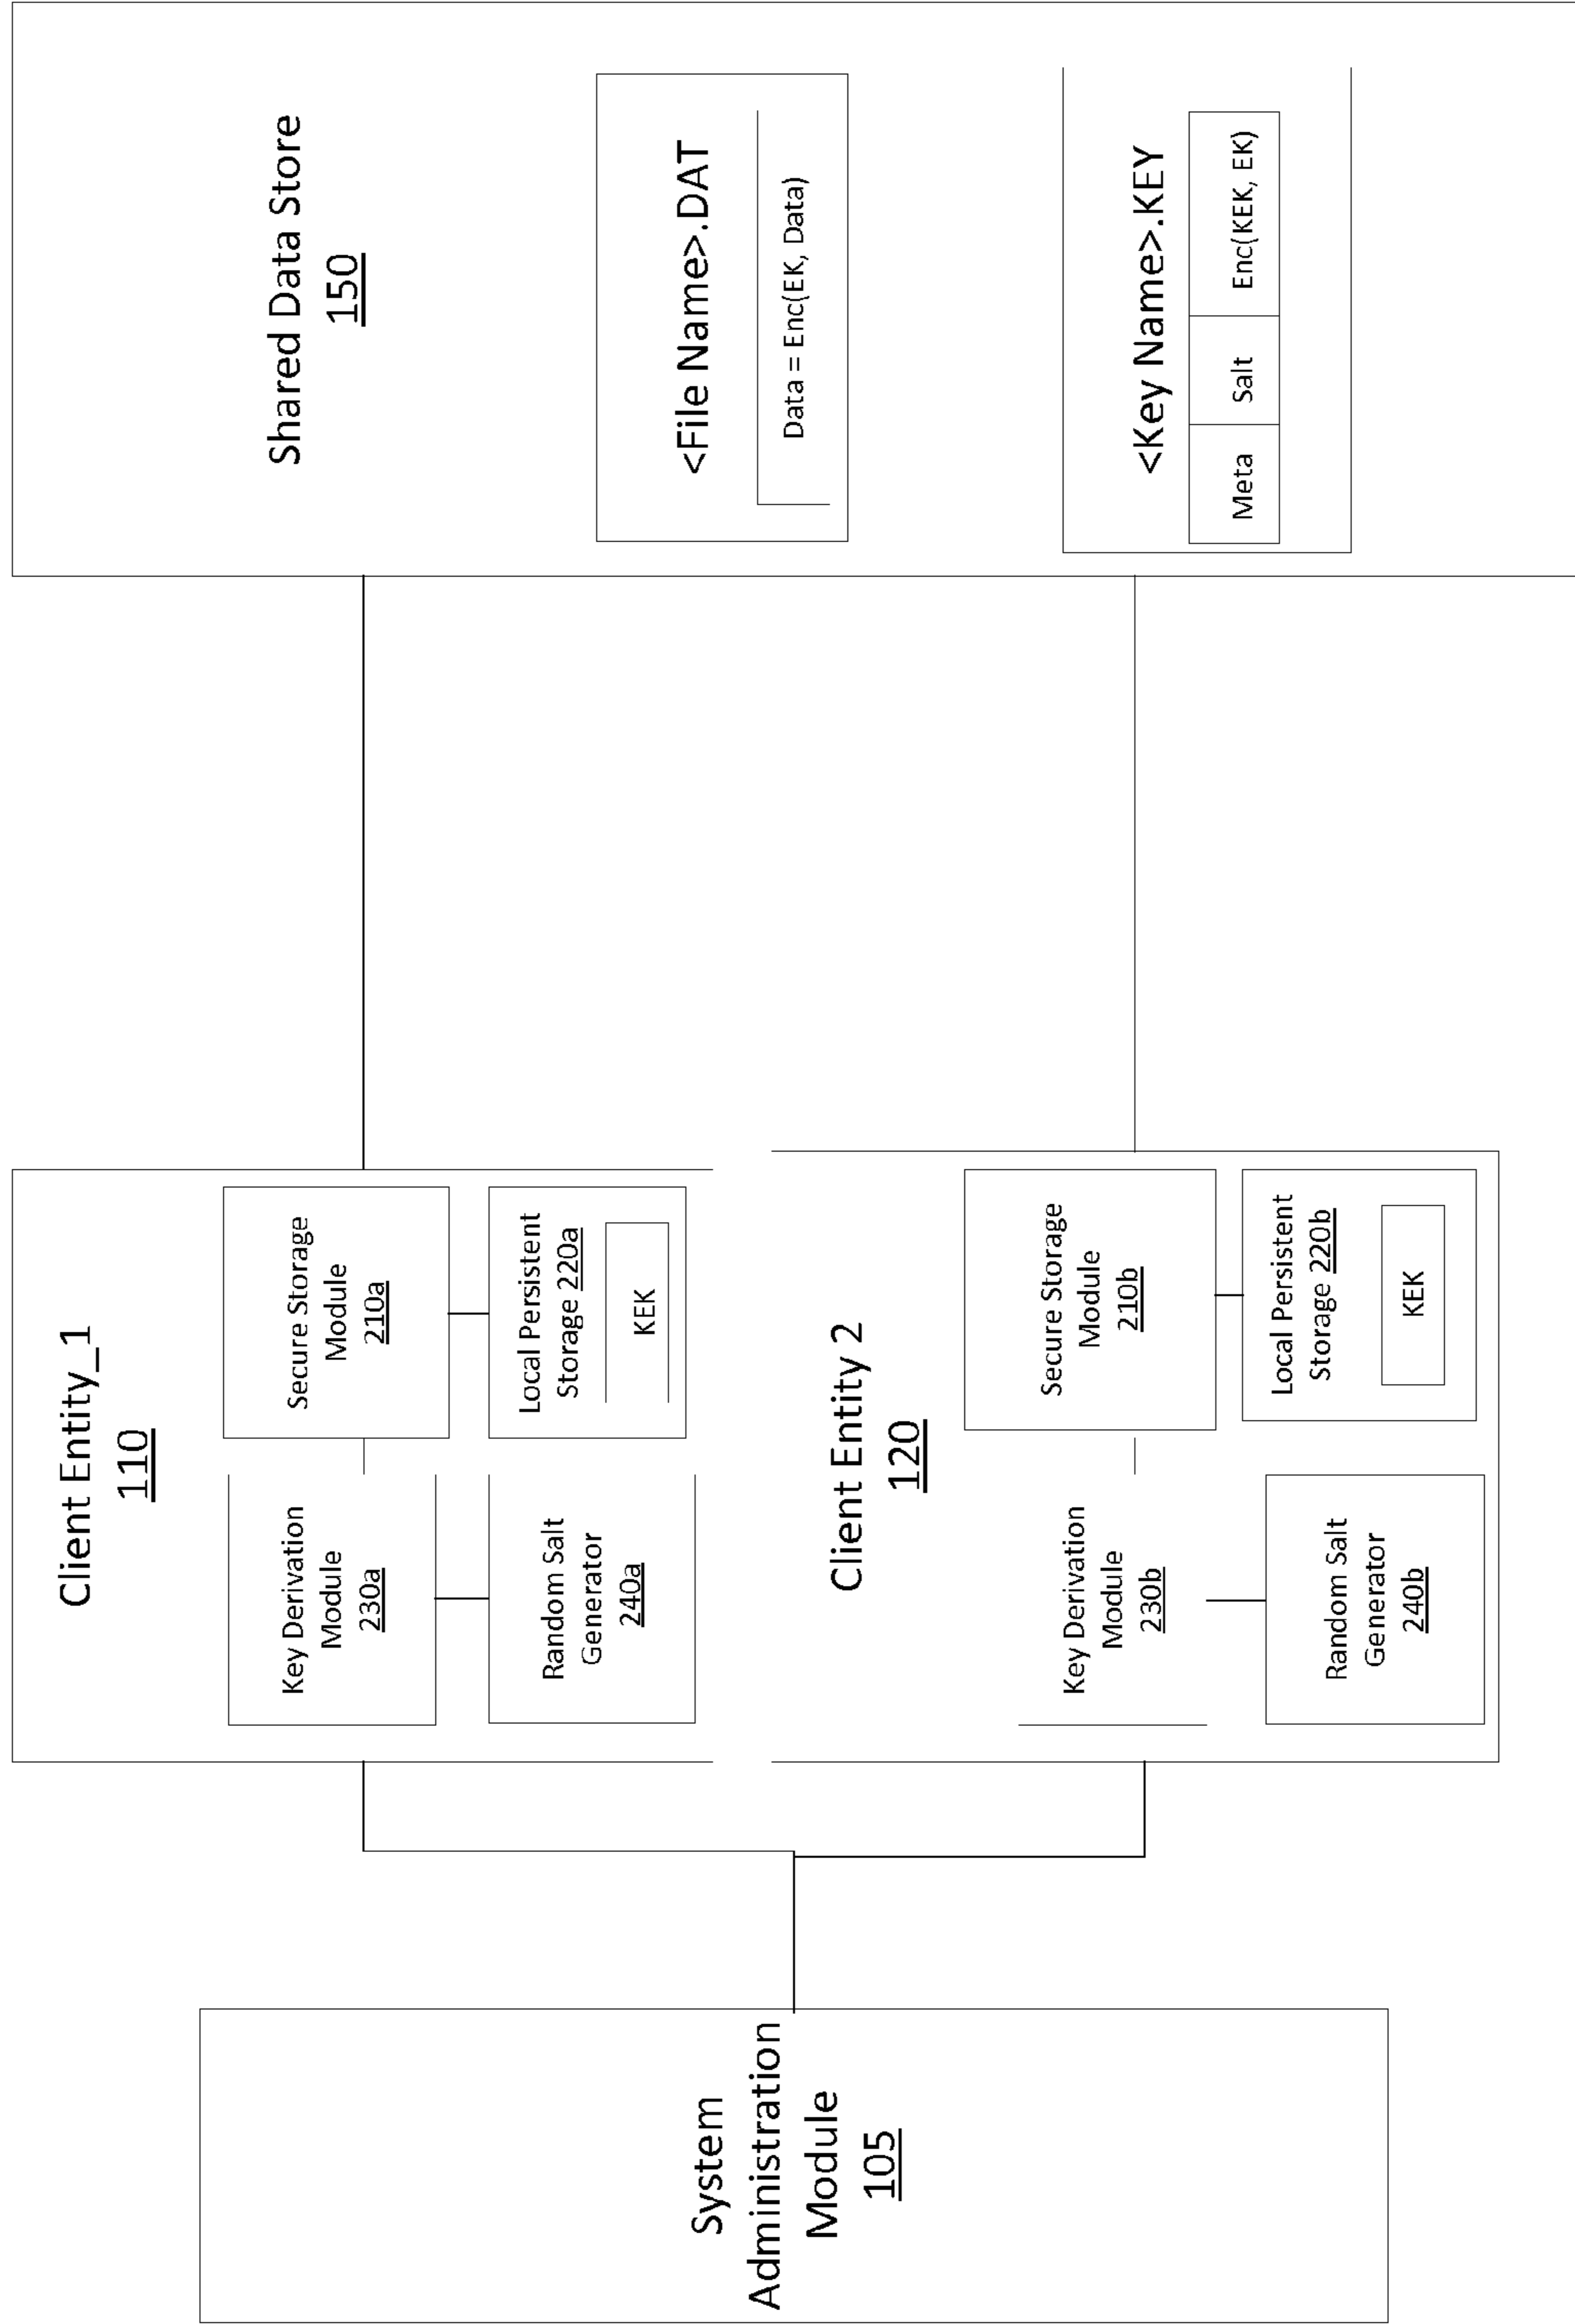 System
Administration
Module
105
Client Entity_1
110
Key Derivation
Module
230a
Secure Storage
Module
210a
Random Salt
Generator
240a
Local Persistent
Storage 220a
KEK
Client Entity 2
120
Key Derivation
Module
230b
Secure Storage
Module
210b
Random Salt
Generator
240b
Local Persistent
Storage 220b
KEK
Shared Data Store
150
<File Name>.DAT
Data = Enc(EK, Data)
<Key Name>.KEY
Meta
Salt
Enc(KEK, EK)